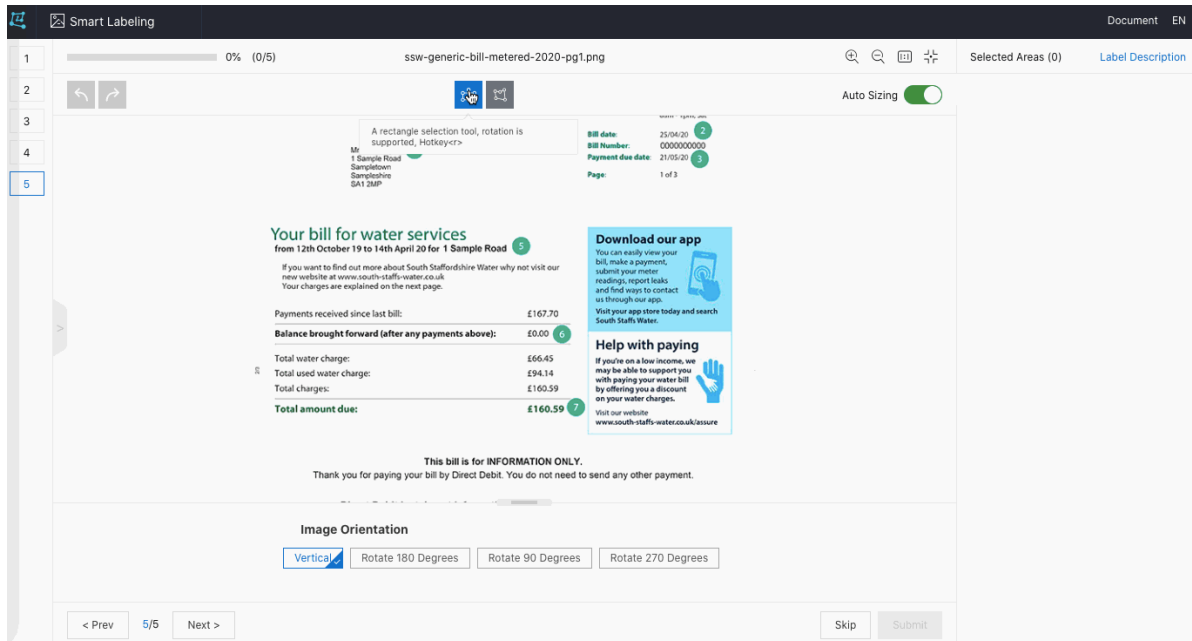 Smart Labeling
Document EN
1
2
3
4
5
0% (0/5)
ssw-generic-bill-metered-2020-pg1.png
Selected Areas (0)
Label Description
Auto Sizing
A rectangle selection tool, rotation is
supported, Hotkey<r>
Mr
1 Sample Road
Sampletown
Sampleshire
SA1 2MP
Bill date: 25/04/20 2
Bill Number: 0000000000
Payment due date: 21/05/20 3
Page: 1 of 3
Your bill for water services
from 12th October 19 to 14th April 20 for 1 Sample Road 5
If you want to find out more about South Staffordshire Water why not visit our
new website at www.south-staffs-water.co.uk
Your charges are explained on the next page.
Payments received since last bill: £167.70
Balance brought forward (after any payments above): £0.00 6
Total water charge: £66.45
Total used water charge: £94.14
Total charges: £160.59
Total amount due: £160.59 7
Download our app
You can easily view your
bill, make a payment,
submit your meter
readings, report leaks
and find ways to contact
us through our app.
Visit your app store today and search
South Staffs Water.
Help with paying
If you're on a low income, we
may be able to support you
with paying your water bill
by offering you a discount
on your water charges.
Visit our website
www.south-staffs-water.co.uk/assure
This bill is for INFORMATION ONLY.
Thank you for paying your bill by Direct Debit. You do not need to send any other payment.
Image Orientation
Vertical
Rotate 180 Degrees
Rotate 90 Degrees
Rotate 270 Degrees
< Prev 5/5 Next >
Skip
Submit